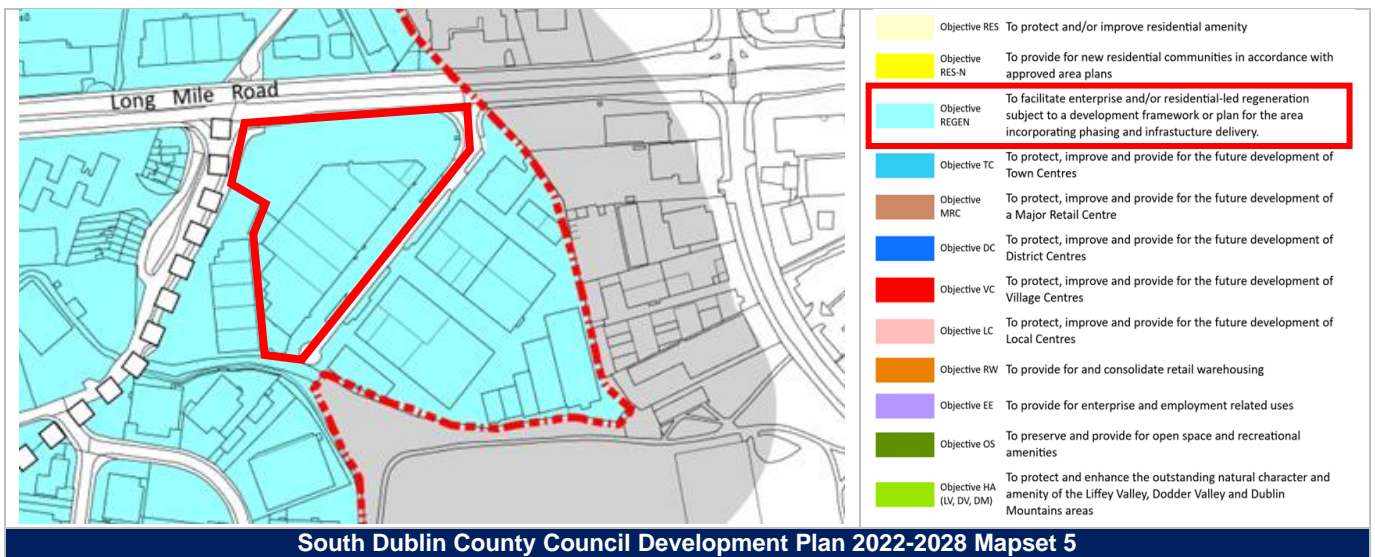 Long Mile Road
Objective RES To protect and/or improve residential amenity
Objective
RES-N
To provide for new residential communities in accordance with
approved area plans
Objective
REGEN
To facilitate enterprise and/or residential-led regeneration
subject to a development framework or plan for the area
incorporating phasing and infrastucture delivery.
Objective TC
To protect, improve and provide for the future development of
Town Centres
Objective
MRC
To protect, improve and provide for the future development of
a Major Retail Centre
Objective DC
To protect, improve and provide for the future development of
District Centres
Objective VC
To protect, improve and provide for the future development of
Village Centres
Objective LC
To protect, improve and provide for the future development of
Local Centres
Objective RW To provide for and consolidate retail warehousing
Objective EE To provide for enterprise and employment related uses
Objective OS
To preserve and provide for open space and recreational
amenities
Objective HA
(LV, DV, DM)
To protect and enhance the outstanding natural character and
amenity of the Liffey Valley, Dodder Valley and Dublin
Mountains areas
South Dublin County Council Development Plan 2022-2028 Mapset 5